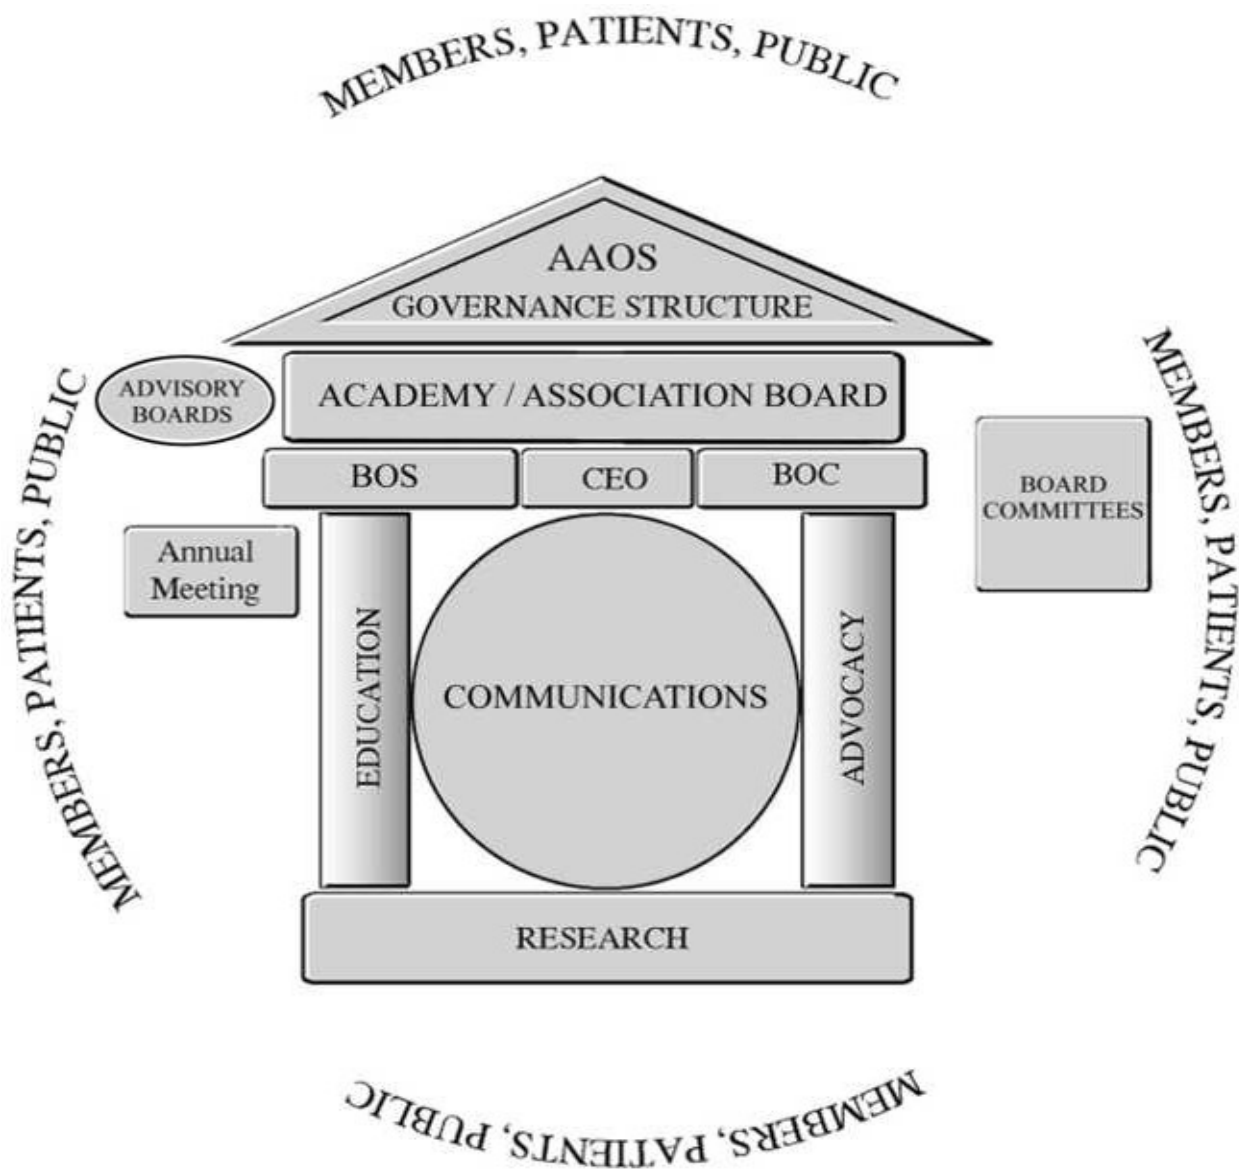 MEMBERS, PATIENTS, PUBLIC
AAOS
GOVERNANCE STRUCTURE
ADVISORY
BOARDS
ACADEMY / ASSOCIATION BOARD
BOS
CEO
BOC
BOARD
COMMITTEES
Annual
Meeting
EDUCATION
COMMUNICATIONS
ADVOCACY
RESEARCH
MEMBERS, PATIENTS, PUBLIC
MEMBERS, PATIENTS, PUBLIC
MEMBERS, PATIENTS, PUBLIC